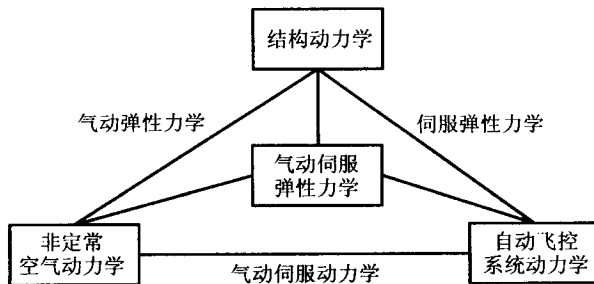 结构动力学
气动弹性力学
伺服弹性力学
气动伺服
弹性力学
非定常
空气动力学
自动飞控
系统动力学
气动伺服动力学